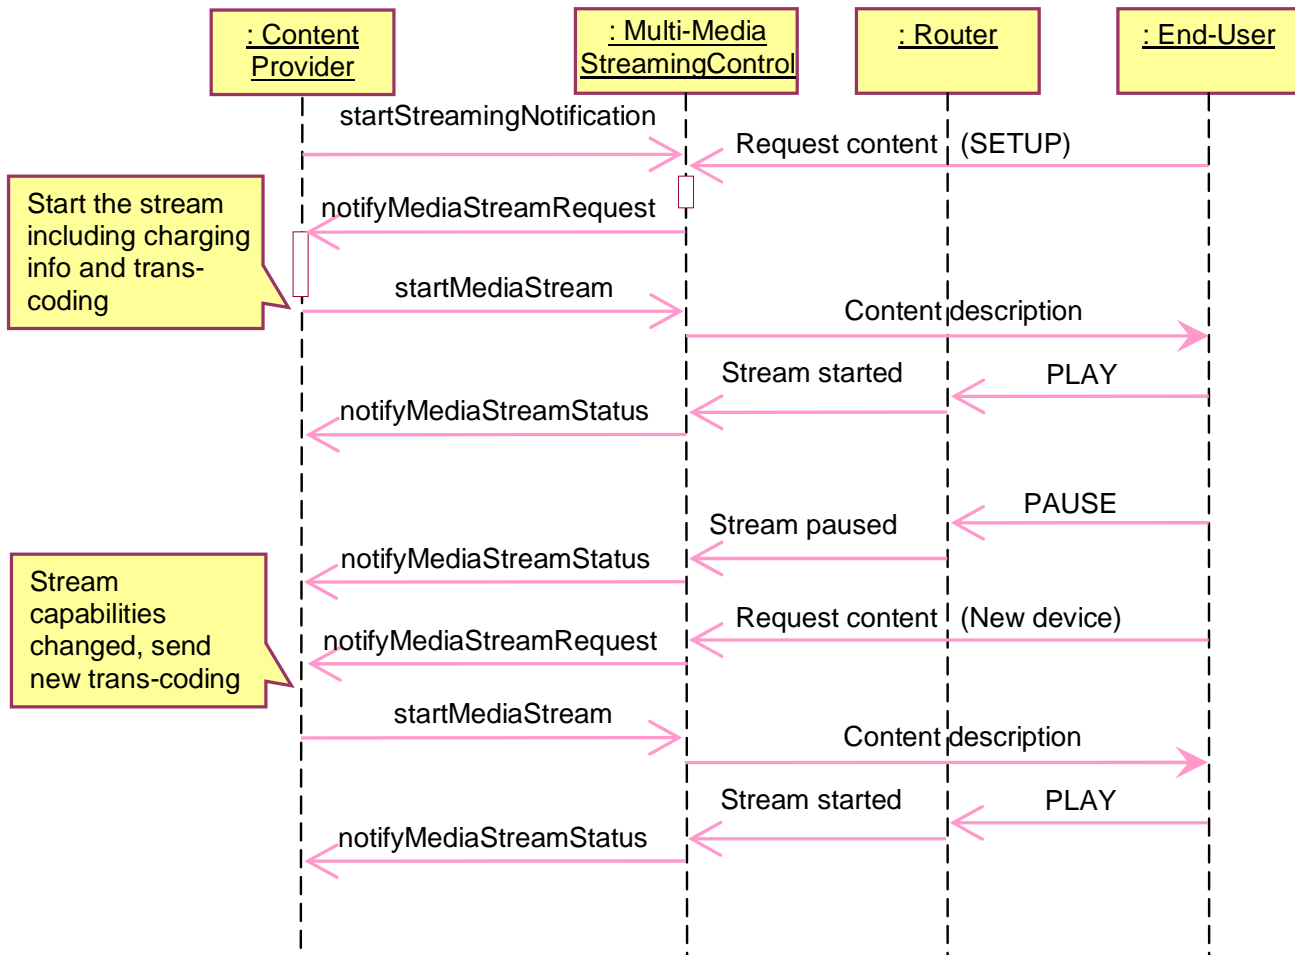 : Content
Provider
: Multi-Media
StreamingControl
: Router
: End-User
startStreamingNotification
Request content (SETUP)
Start the stream
including charging
info and trans-
coding
notifyMediaStreamRequest
startMediaStream
Content description
Stream started
PLAY
notifyMediaStreamStatus
PAUSE
Stream paused
notifyMediaStreamStatus
Stream
capabilities
changed, send
new trans-coding
Request content (New device)
notifyMediaStreamRequest
startMediaStream
Content description
Stream started
PLAY
notifyMediaStreamStatus